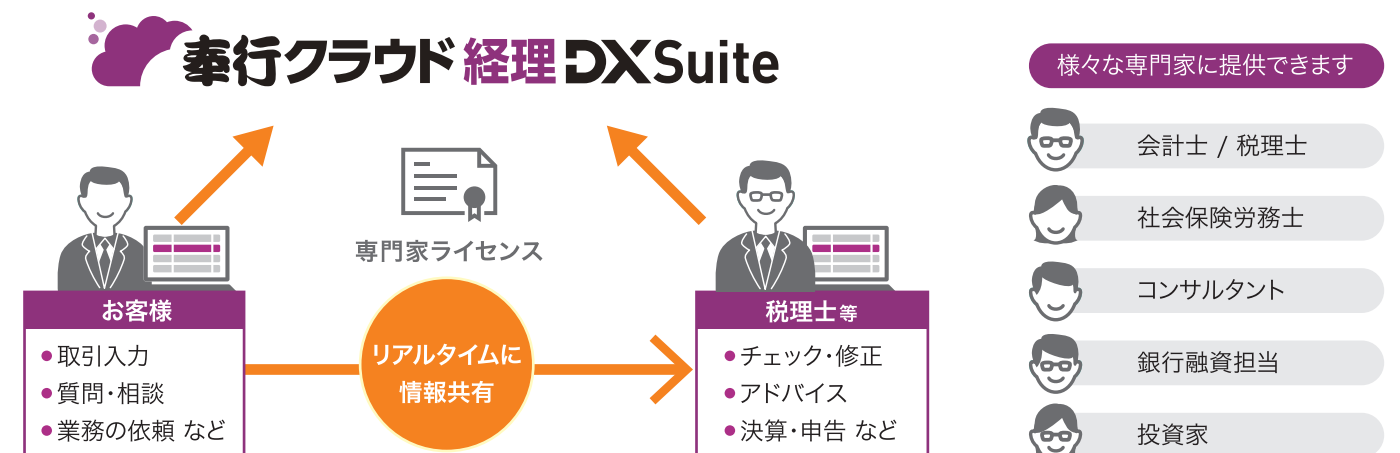 奉行クラウド 経理 DX Suite
専門家ライセンス
お客様
・取引入力
・質問・相談
・業務の依頼 など
リアルタイムに
情報共有
税理士等
・チェック・修正
・アドバイス
・決算・申告 など
様々な専門家に提供できます
会計士 / 税理士
社会保険労務士
コンサルタント
銀行融資担当
投資家